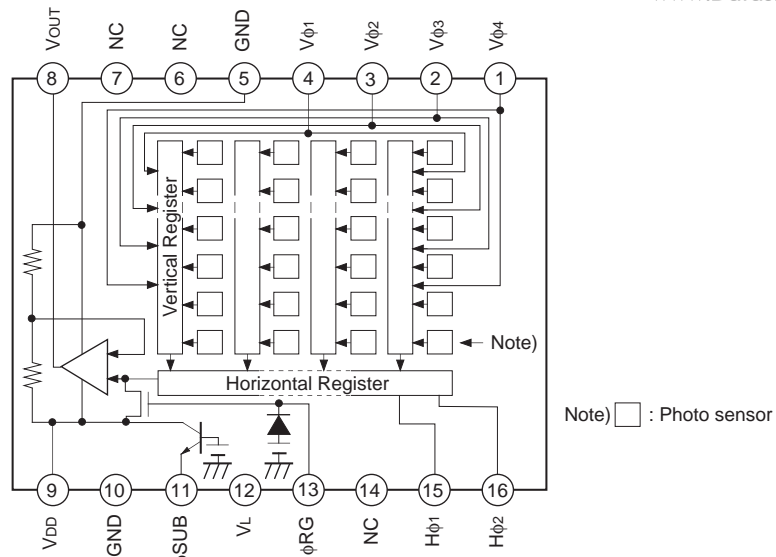 VOUT NC NC GND Vφ1 Vφ2 Vφ3 Vφ4
8 7 6 5 4 3 2 1
Vertical Register
Note)
Horizontal Register
Note) : Photo sensor
9 10 11 12 13 14 15 16
VDD GND φSUB VL φRG NC Hφ1 Hφ2